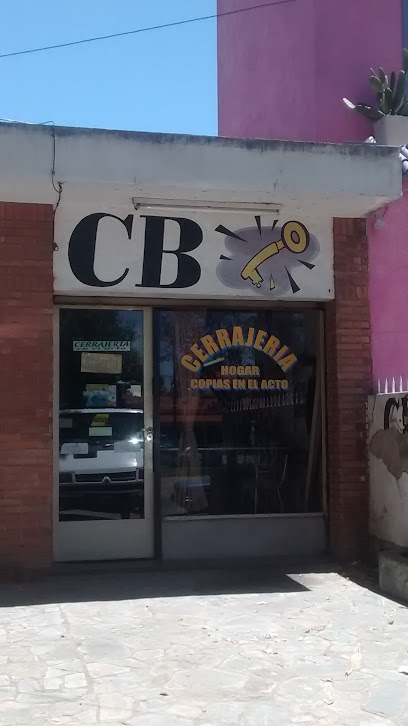 CB
CERRAJERIA
HOGAR
COPIAS EN EL ACTO
CERRAJERIA